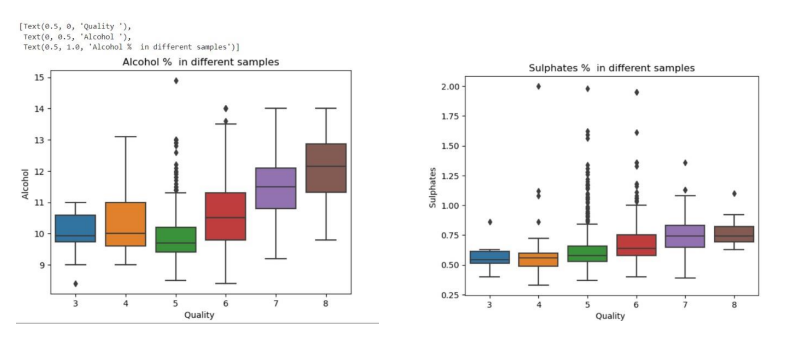 [Text(0.5, 0, 'Quality '),
Text(0, 0.5, 'Alcohol '),
Text(0.5, 1.0, 'Alcohol %  in different samples')]
Alcohol %  in different samples
15
14
13
12
11
10
9
Alcohol
3 4 5 6 7 8
Quality
Sulphates %  in different samples
2.00
1.75
1.50
1.25
1.00
0.75
0.50
0.25
Sulphates
3 4 5 6 7 8
Quality